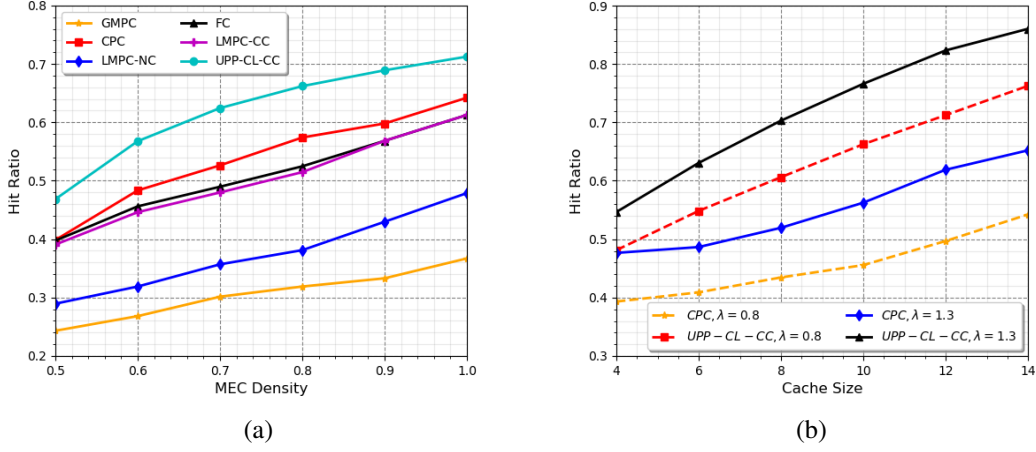 GMPC
CPC
LMPC-NC
FC
LMPC-CC
UPP-CL-CC
Hit Ratio
0.8
0.7
0.6
0.5
0.4
0.3
0.2
0.5 0.6 0.7 0.8 0.9 1.0
MEC Density
(a)
Hit Ratio
0.9
0.8
0.7
0.6
0.5
0.4
0.3
CPC, λ = 0.8
UPP − CL − CC, λ = 0.8
CPC, λ = 1.3
UPP − CL − CC, λ = 1.3
4 6 8 10 12 14
Cache Size
(b)